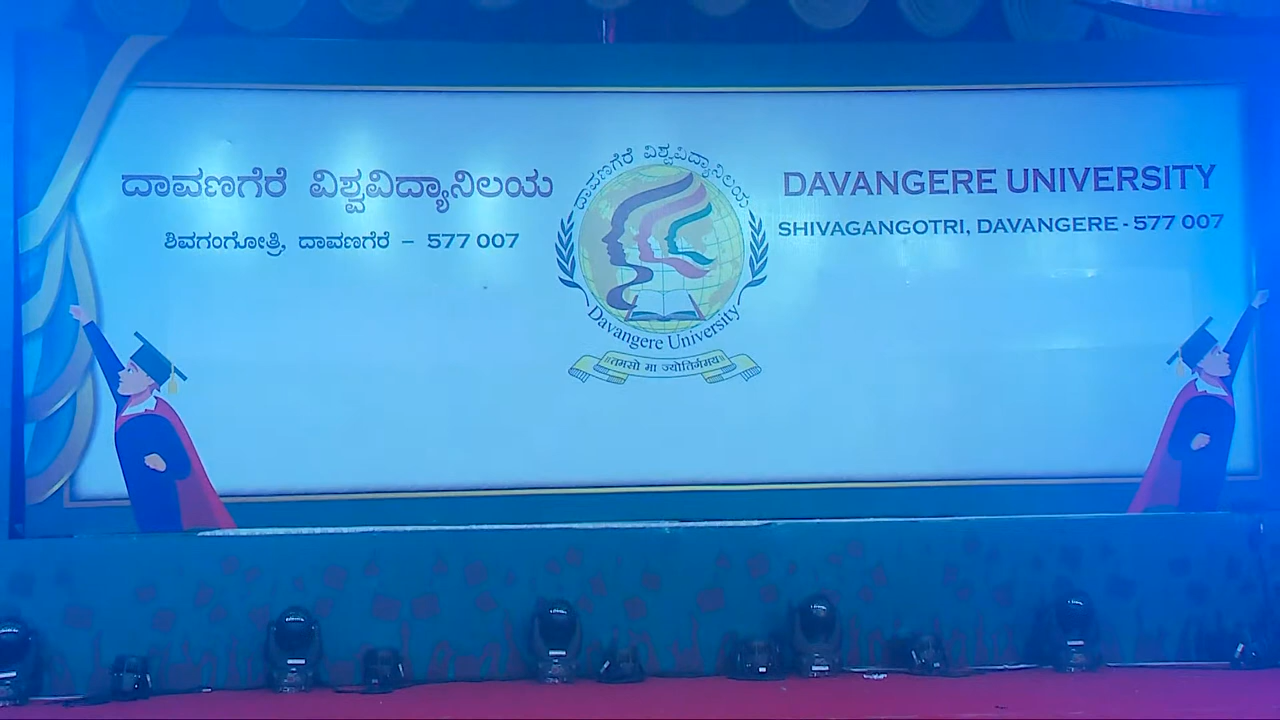 ದಾವಣಗೆರೆ ವಿಶ್ವವಿದ್ಯಾನಿಲಯ
ಶಿವಗಂಗೋತ್ರಿ, ದಾವಣಗೆರೆ – 577 007
ದಾವಣಗೆರೆ ವಿಶ್ವವಿದ್ಯಾನಿಲಯ
Davangere University
॥तमसो मा ज्योतिर्गमय॥
DAVANGERE UNIVERSITY
SHIVAGANGOTRI, DAVANGERE - 577 007